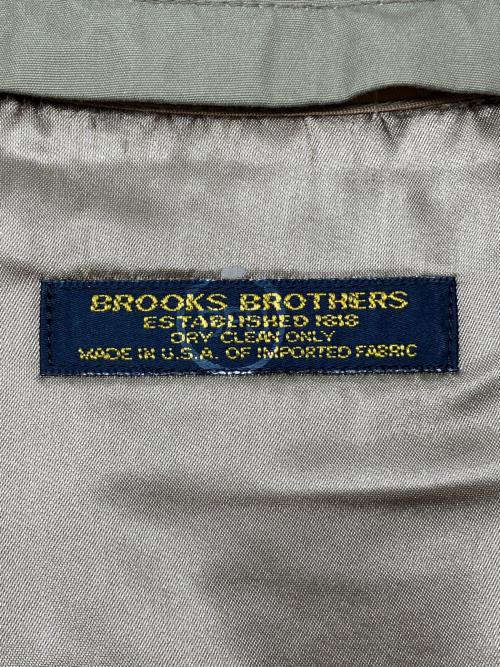 BROOKS BROTHERS
ESTABLISHED 1818
DRY CLEAN ONLY
MADE IN U.S.A. OF IMPORTED FABRIC